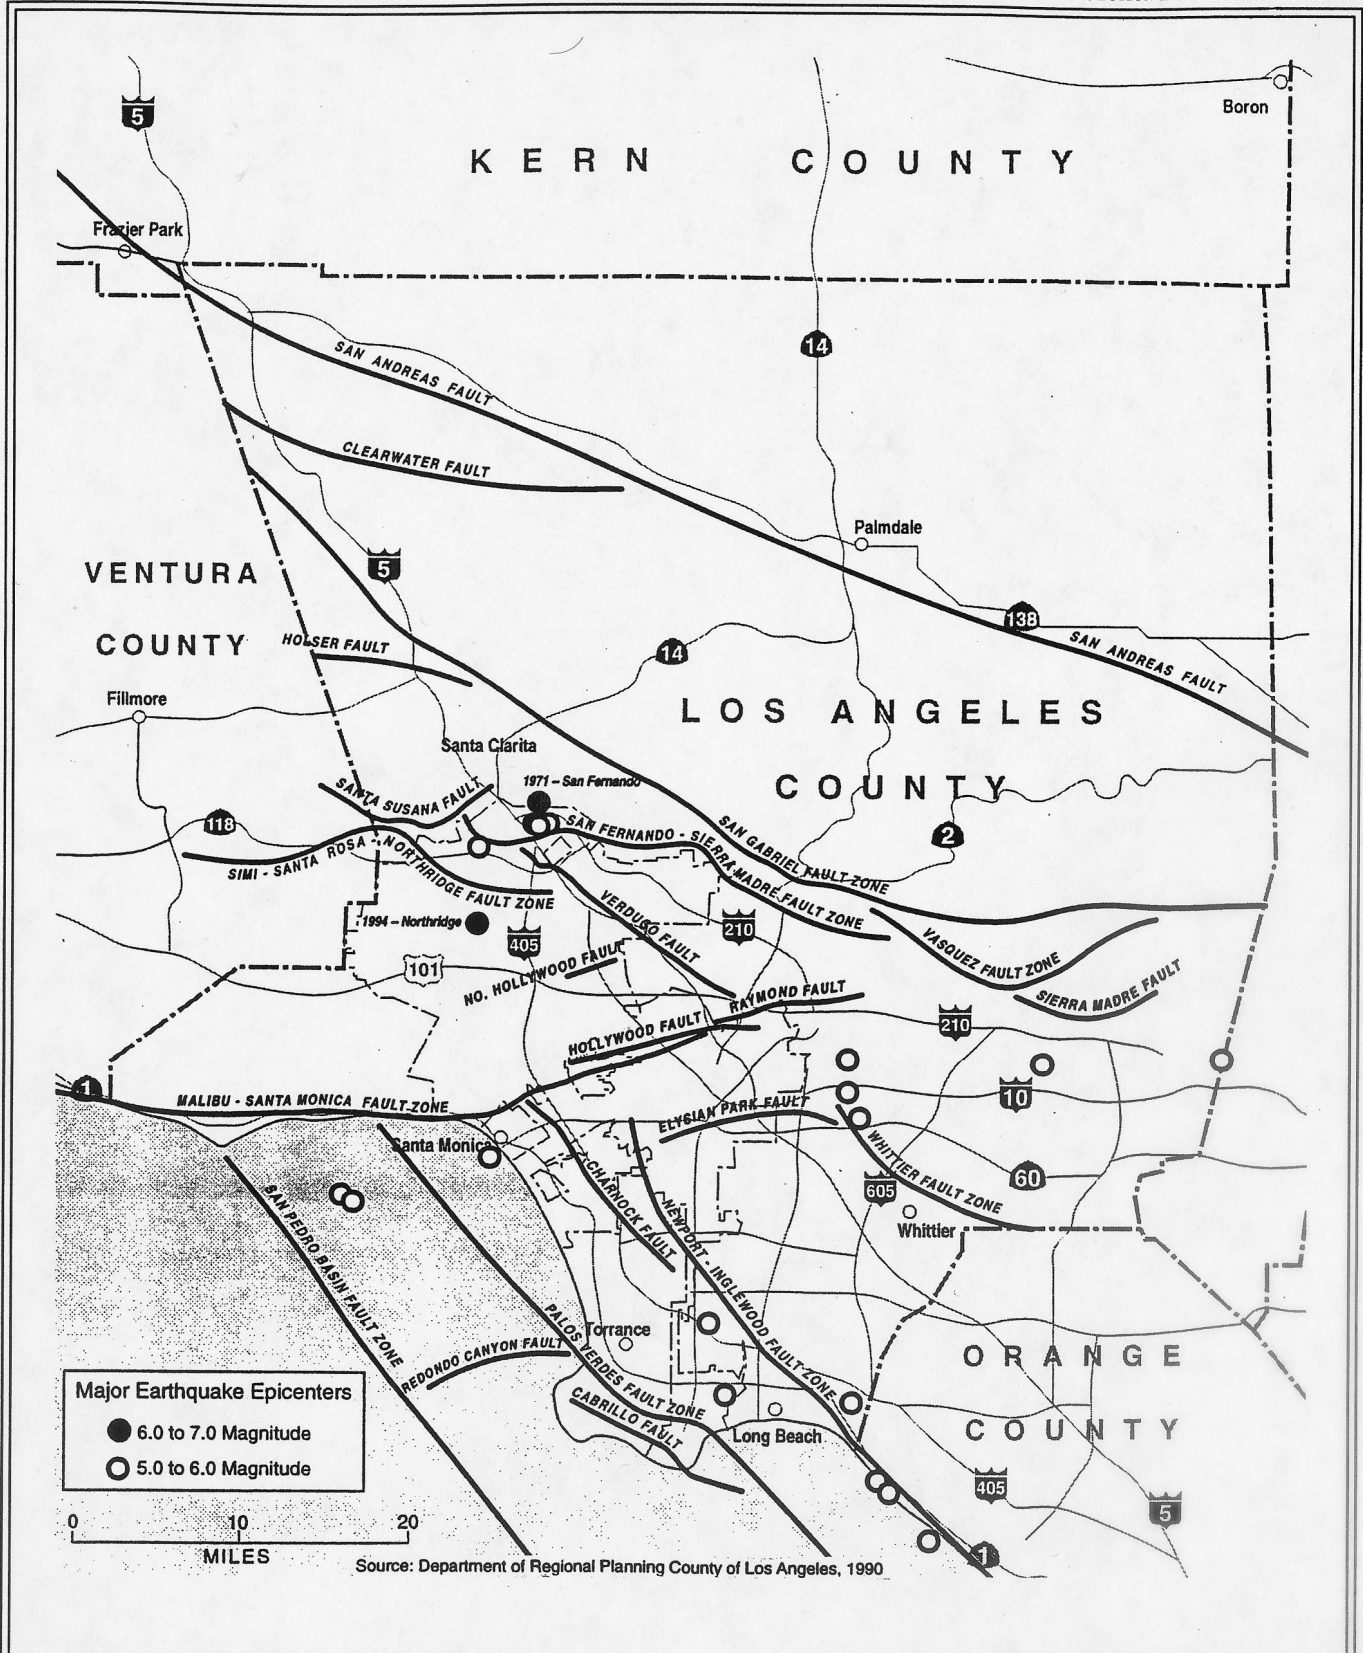 Boron
5
KERN COUNTY
Frazier Park
14
SAN ANDREAS FAULT
CLEARWATER FAULT
Palmdale
5
VENTURA
COUNTY
138
HOLSER FAULT
14
SAN ANDREAS FAULT
Fillmore
LOS ANGELES
COUNTY
Santa Clarita
1971 – San Fernando
SANTA SUSANA FAULT
118
SAN FERNANDO - SIERRA MADRE FAULT ZONE
SAN GABRIEL FAULT ZONE
2
SIMI - SANTA ROSA - NORTHRIDGE FAULT ZONE
VERDUGO FAULT
1994 – Northridge
210
405
VASQUEZ FAULT ZONE
101
NO. HOLLYWOOD FAULT
SIERRA MADRE FAULT
RAYMOND FAULT
HOLLYWOOD FAULT
210
1
MALIBU - SANTA MONICA FAULT ZONE
10
ELYSIAN PARK FAULT
Santa Monica
WHITTIER FAULT ZONE
60
CHARNOCK FAULT
605
Whittier
SAN PEDRO BASIN FAULT ZONE
NEWPORT - INGLEWOOD FAULT ZONE
PALOS VERDES FAULT ZONE
Torrance
REDONDO CANYON FAULT
ORANGE
COUNTY
CABRILLO FAULT
Long Beach
405
5
1
Major Earthquake Epicenters
6.0 to 7.0 Magnitude
5.0 to 6.0 Magnitude
0 10 20
MILES
Source: Department of Regional Planning County of Los Angeles, 1990